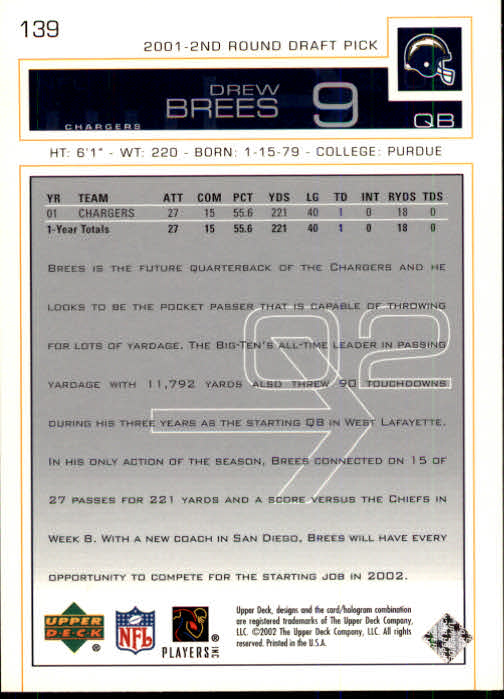 139
2001-2ND ROUND DRAFT PICK
DREW
BREES
9
CHARGERS
QB
HT: 6'1" - WT: 220 - BORN: 1-15-79 - COLLEGE: PURDUE
YR TEAM ATT COM PCT YDS LG TD INT RYDS TDS
01 CHARGERS 27 15 55.6 221 40 1 0 18 0
1-Year Totals 27 15 55.6 221 40 1 0 18 0
02
BREES IS THE FUTURE QUARTERBACK OF THE CHARGERS AND HE
LOOKS TO BE THE POCKET PASSER THAT IS CAPABLE OF THROWING
FOR LOTS OF YARDAGE. THE BIG-TEN'S ALL-TIME LEADER IN PASSING
YARDAGE WITH 11,792 YARDS ALSO THREW 90 TOUCHDOWNS
DURING HIS THREE YEARS AS THE STARTING QB IN WEST LAFAYETTE.
IN HIS ONLY ACTION OF THE SEASON, BREES CONNECTED ON 15 OF
27 PASSES FOR 221 YARDS AND A SCORE VERSUS THE CHIEFS IN
WEEK 8. WITH A NEW COACH IN SAN DIEGO, BREES WILL HAVE EVERY
OPPORTUNITY TO COMPETE FOR THE STARTING JOB IN 2002.
UPPER
DECK
®
NFL
®
PLAYERS INC
®
Upper Deck, designs and the card/hologram combination
are registered trademarks of The Upper Deck Company,
LLC. ©2002 The Upper Deck Company, LLC. All rights
reserved. Printed in the U.S.A.